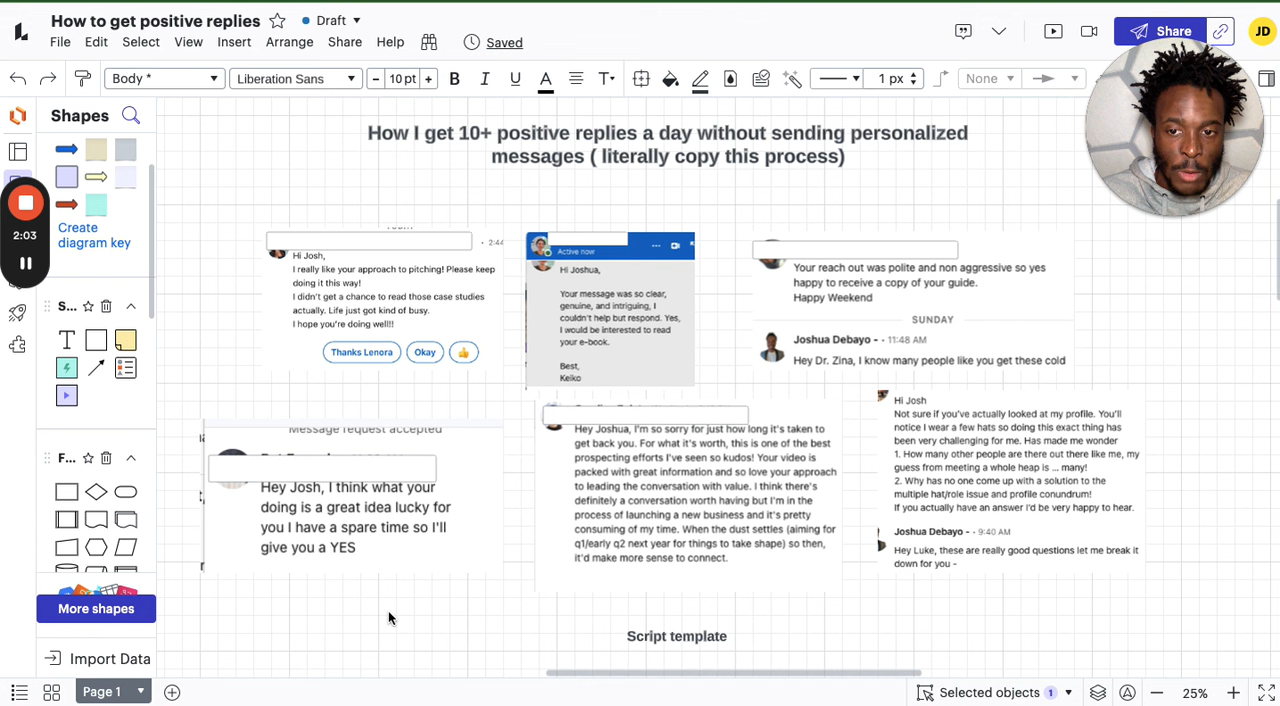 How to get positive replies
Draft
File Edit Select View Insert Arrange Share Help
Saved
Share
JD
Body *
Liberation Sans
10 pt
B I U A T
1 px
None
Shapes
2:03
Create
diagram key
S...
T
F...
More shapes
Import Data
How I get 10+ positive replies a day without sending personalized
messages ( literally copy this process)
• 2:44
Hi Josh,
I really like your approach to pitching! Please keep
doing it this way!
I didn't get a chance to read those case studies
actually. Life just got kind of busy.
I hope you're doing well!!
Thanks Lenora
Okay
👍
Active now
Hi Joshua,
Your message was so clear,
genuine, and intriguing, I
couldn't help but respond. Yes,
I would be interested to read
your e-book.
Best,
Keiko
Your reach out was polite and non aggressive so yes
happy to receive a copy of your guide.
Happy Weekend
SUNDAY
Joshua Debayo - • 11:48 AM
Hey Dr. Zina, I know many people like you get these cold
Message request accepted
Hey Josh, I think what your
doing is a great idea lucky for
you I have a spare time so I'll
give you a YES
Hey Joshua, I'm so sorry for just how long it's taken to
get back you. For what it's worth, this is one of the best
prospecting efforts I've seen so kudos! Your video is
packed with great information and so love your approach
to leading the conversation with value. I think there's
definitely a conversation worth having but I'm in the
process of launching a new business and it's pretty
consuming of my time. When the dust settles (aiming for
q1/early q2 next year for things to take shape) so then,
it'd make more sense to connect.
Hi Josh
Not sure if you've actually looked at my profile. You'll
notice I wear a few hats so doing this exact thing has
been very challenging for me. Has made me wonder
1. How many other people are there out there like me, my
guess from meeting a whole heap is ... many!
2. Why has no one come up with a solution to the
multiple hat/role issue and profile conundrum!
If you actually have an answer I'd be very happy to hear.
Joshua Debayo - • 9:40 AM
Hey Luke, these are really good questions let me break it
down for you -
Script template
Page 1
Selected objects 1
25%